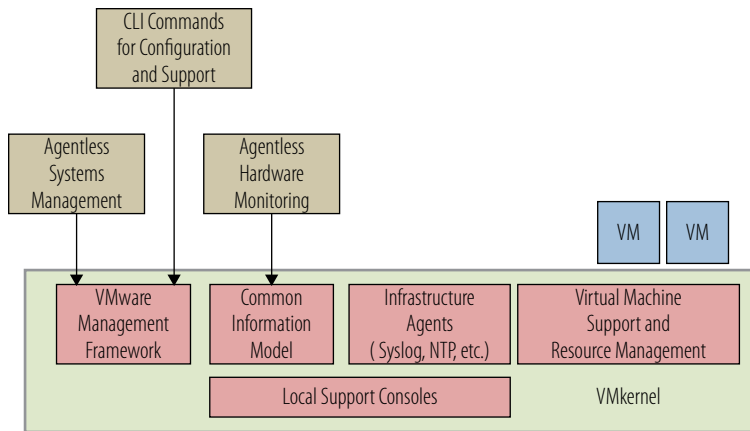 CLI Commands
for Configuration
and Support
Agentless
Systems
Management
Agentless
Hardware
Monitoring
VM
VM
VMware
Management
Framework
Common
Information
Model
Infrastructure
Agents
( Syslog, NTP, etc.)
Virtual Machine
Support and
Resource Management
Local Support Consoles
VMkernel